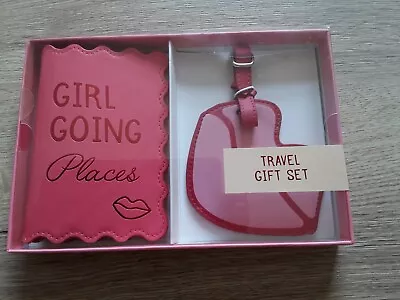 GIRL
GOING
Places
TRAVEL
GIFT SET